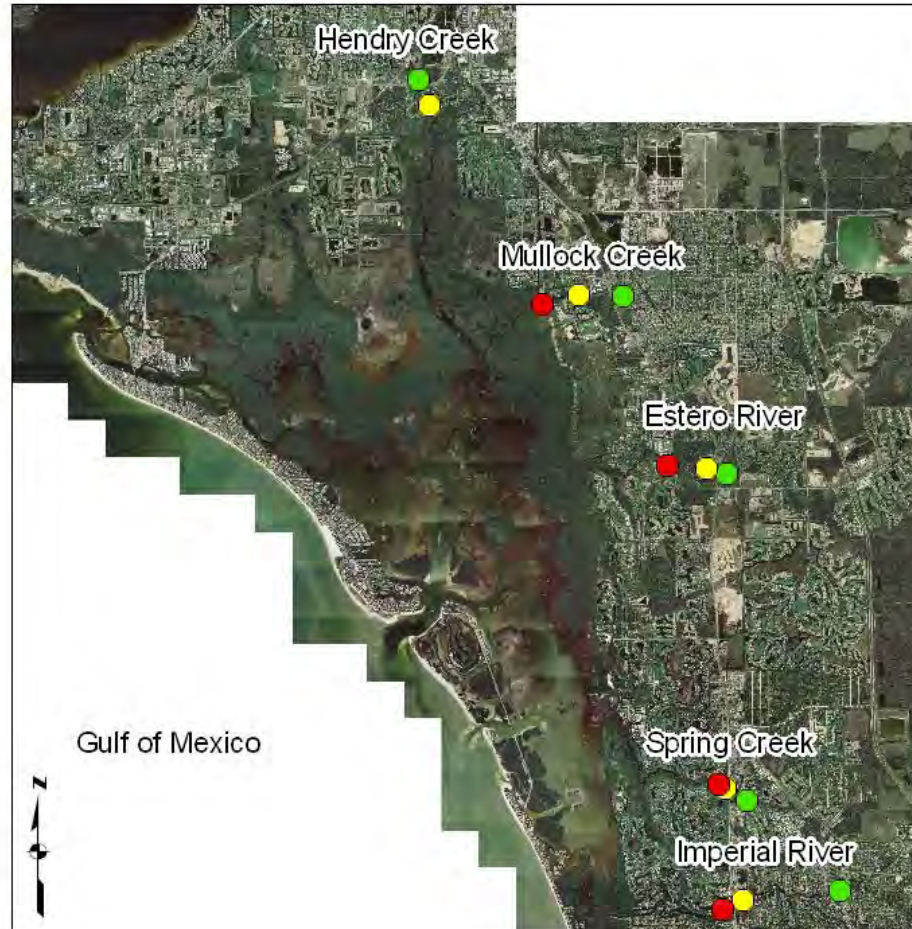 Hendry Creek
Mullock Creek
Estero River
Spring Creek
Gulf of Mexico
Imperial River
N